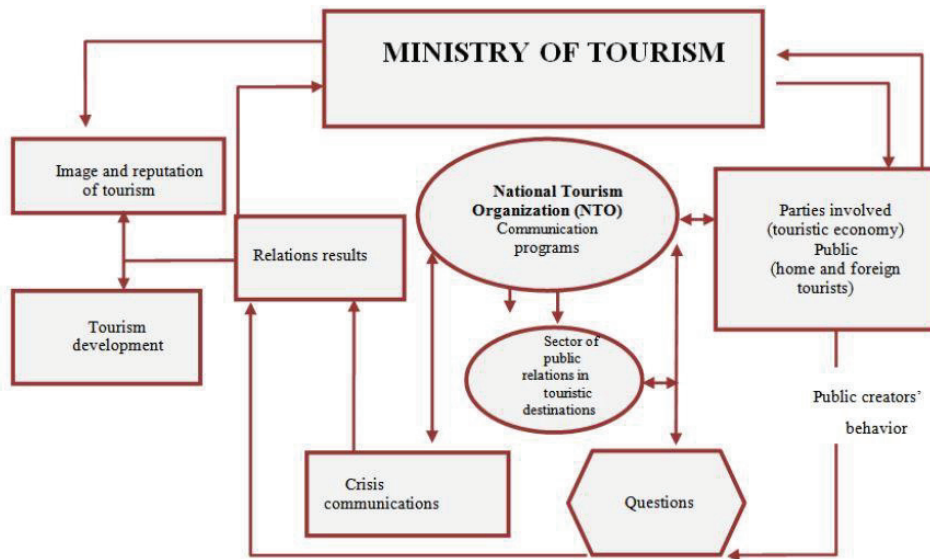 MINISTRY OF TOURISM
Image and reputation
of tourism
National Tourism
Organization (NTO)
Communication
programs
Parties involved
(touristic economy)
Public
(home and foreign
tourists)
Relations results
Tourism
development
Sector of
public
relations in
touristic
destinations
Public creators’
behavior
Crisis
communications
Questions